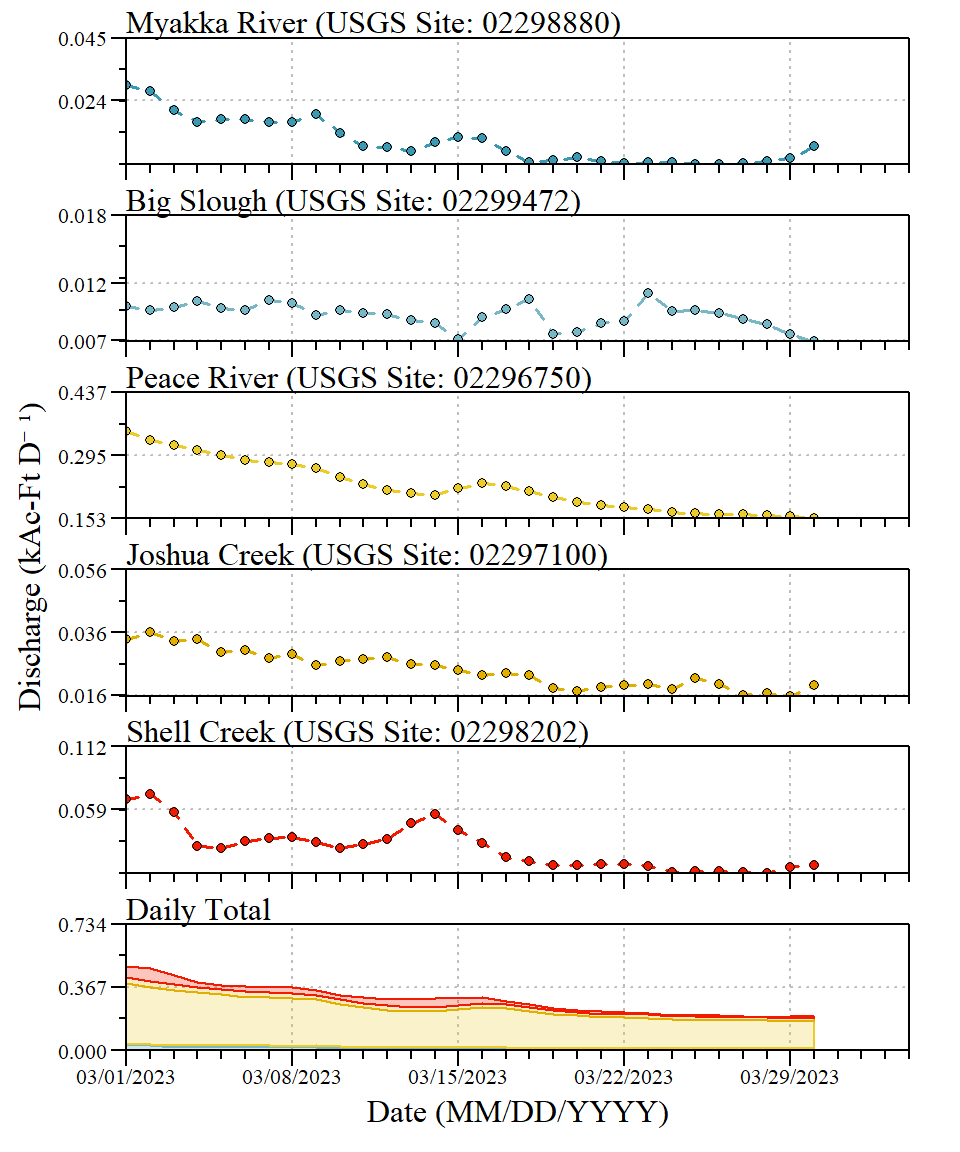 Myakka River (USGS Site: 02298880)
0.045
0.024
Big Slough (USGS Site: 02299472)
0.018
0.012
0.007
Peace River (USGS Site: 02296750)
0.437
0.295
0.153
Joshua Creek (USGS Site: 02297100)
0.056
0.036
0.016
Shell Creek (USGS Site: 02298202)
0.112
0.059
Daily Total
0.734
0.367
0.000
Discharge (kAc-Ft D⁻¹)
03/01/2023 03/08/2023 03/15/2023 03/22/2023 03/29/2023
Date (MM/DD/YYYY)